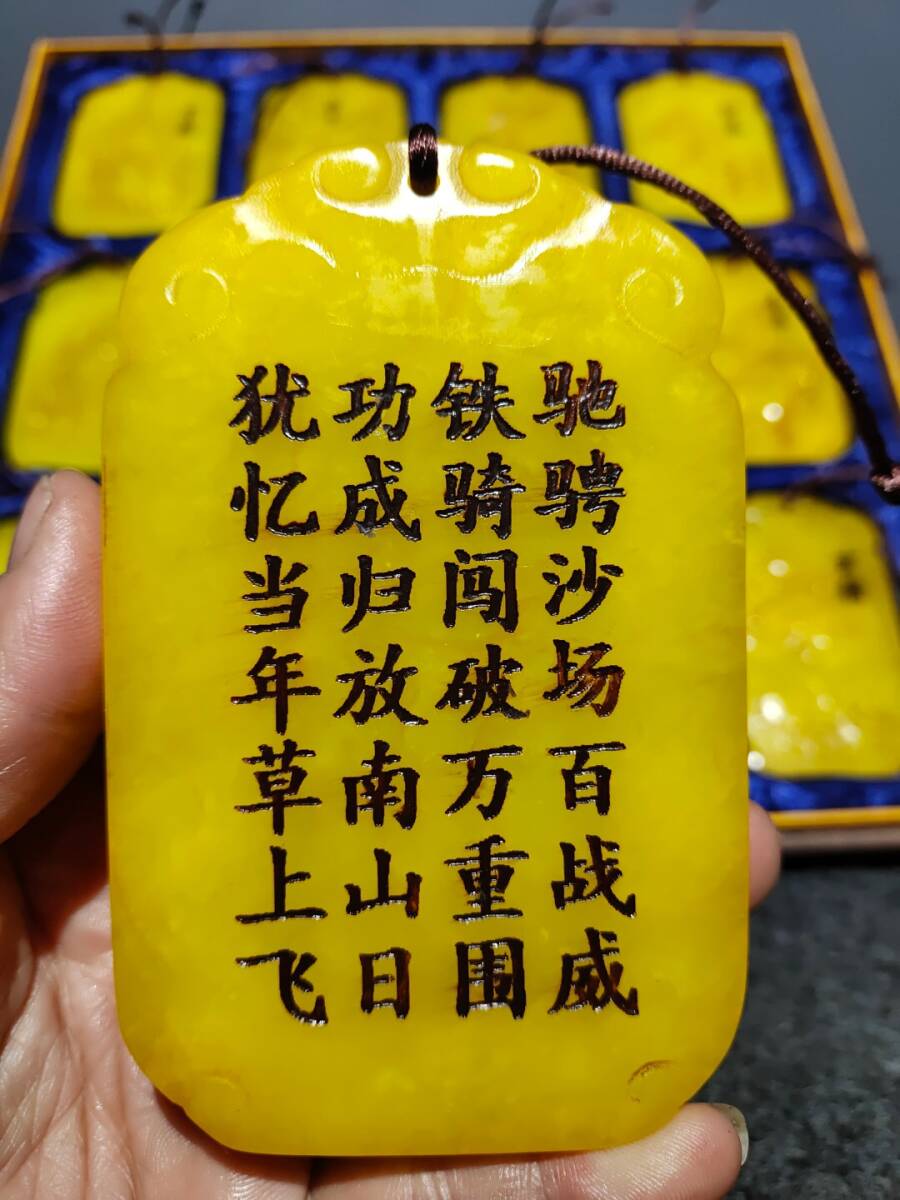 驰骋沙场百战威
铁骑闯破万重围
功成归放南山日
犹忆当年草上飞